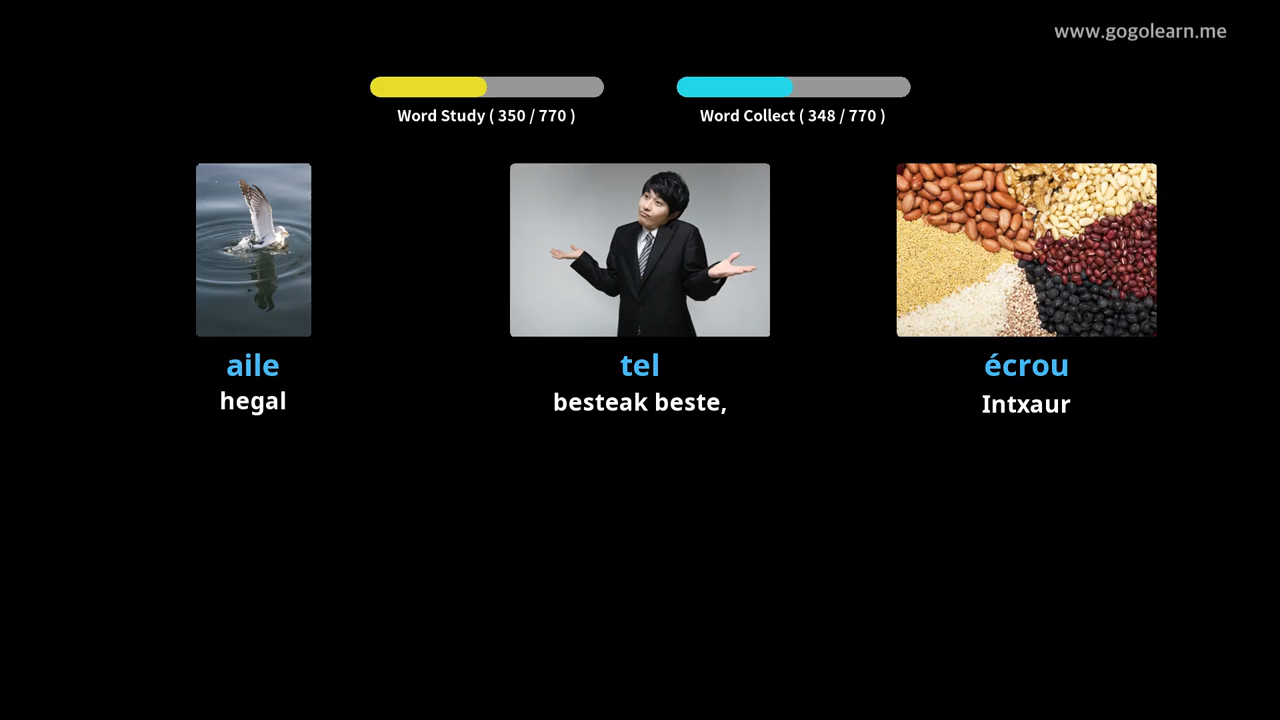 www.gogolearn.me
Word Study ( 350 / 770 )
Word Collect ( 348 / 770 )
aile
hegal
tel
besteak beste,
écrou
Intxaur